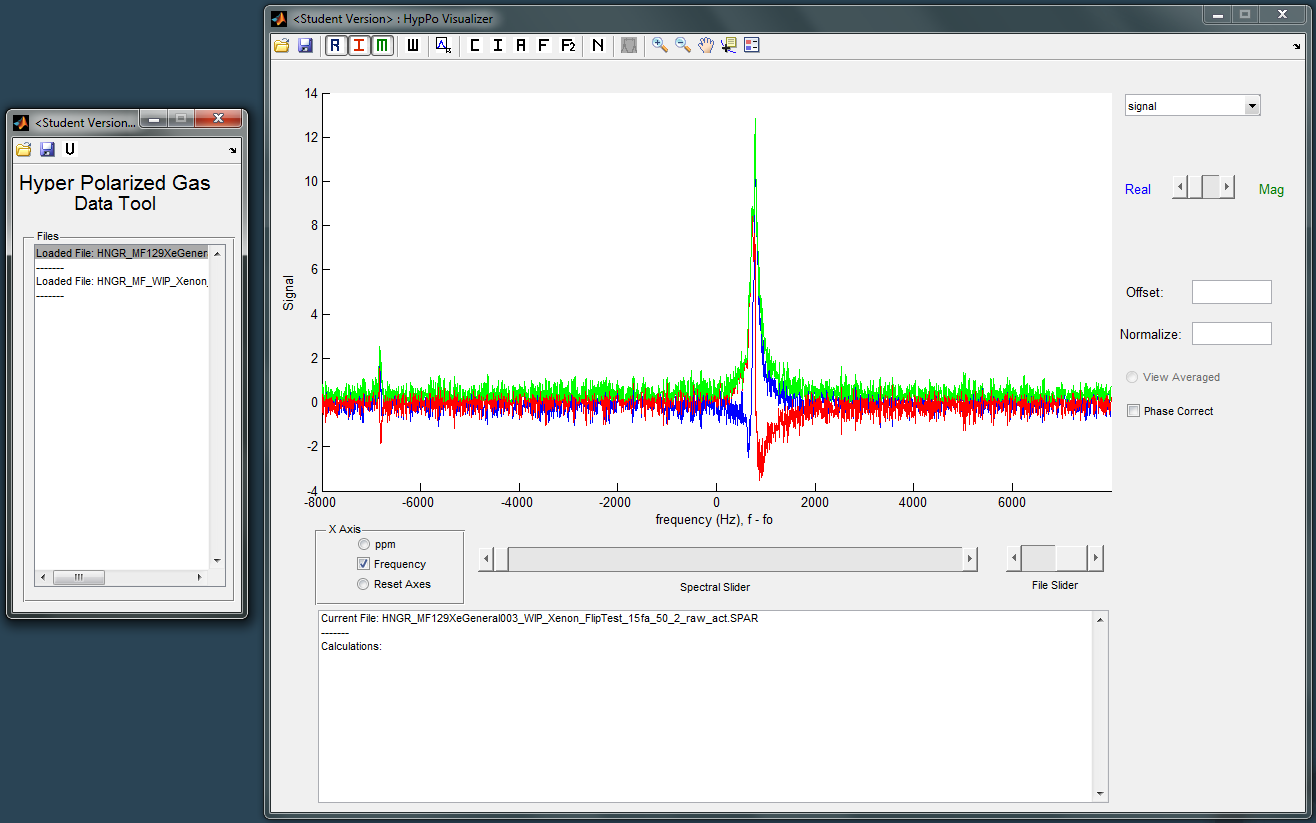 <Student Version...
U
Hyper Polarized Gas
Data Tool
Files
Loaded File: HNGR_MF129XeGener
-------
Loaded File: HNGR_MF_WIP_Xenon_
-------
<Student Version> : HypPo Visualizer
R I M W C I A F F2 N
14
12
10
8
6
4
2
0
-2
-4
Signal
-8000 -6000 -4000 -2000 0 2000 4000 6000
frequency (Hz), f - fo
signal
Real Mag
Offset:
Normalize:
View Averaged
Phase Correct
X Axis
ppm
Frequency
Reset Axes
Spectral Slider
File Slider
Current File: HNGR_MF129XeGeneral003_WIP_Xenon_FlipTest_15fa_50_2_raw_act.SPAR
-------
Calculations: